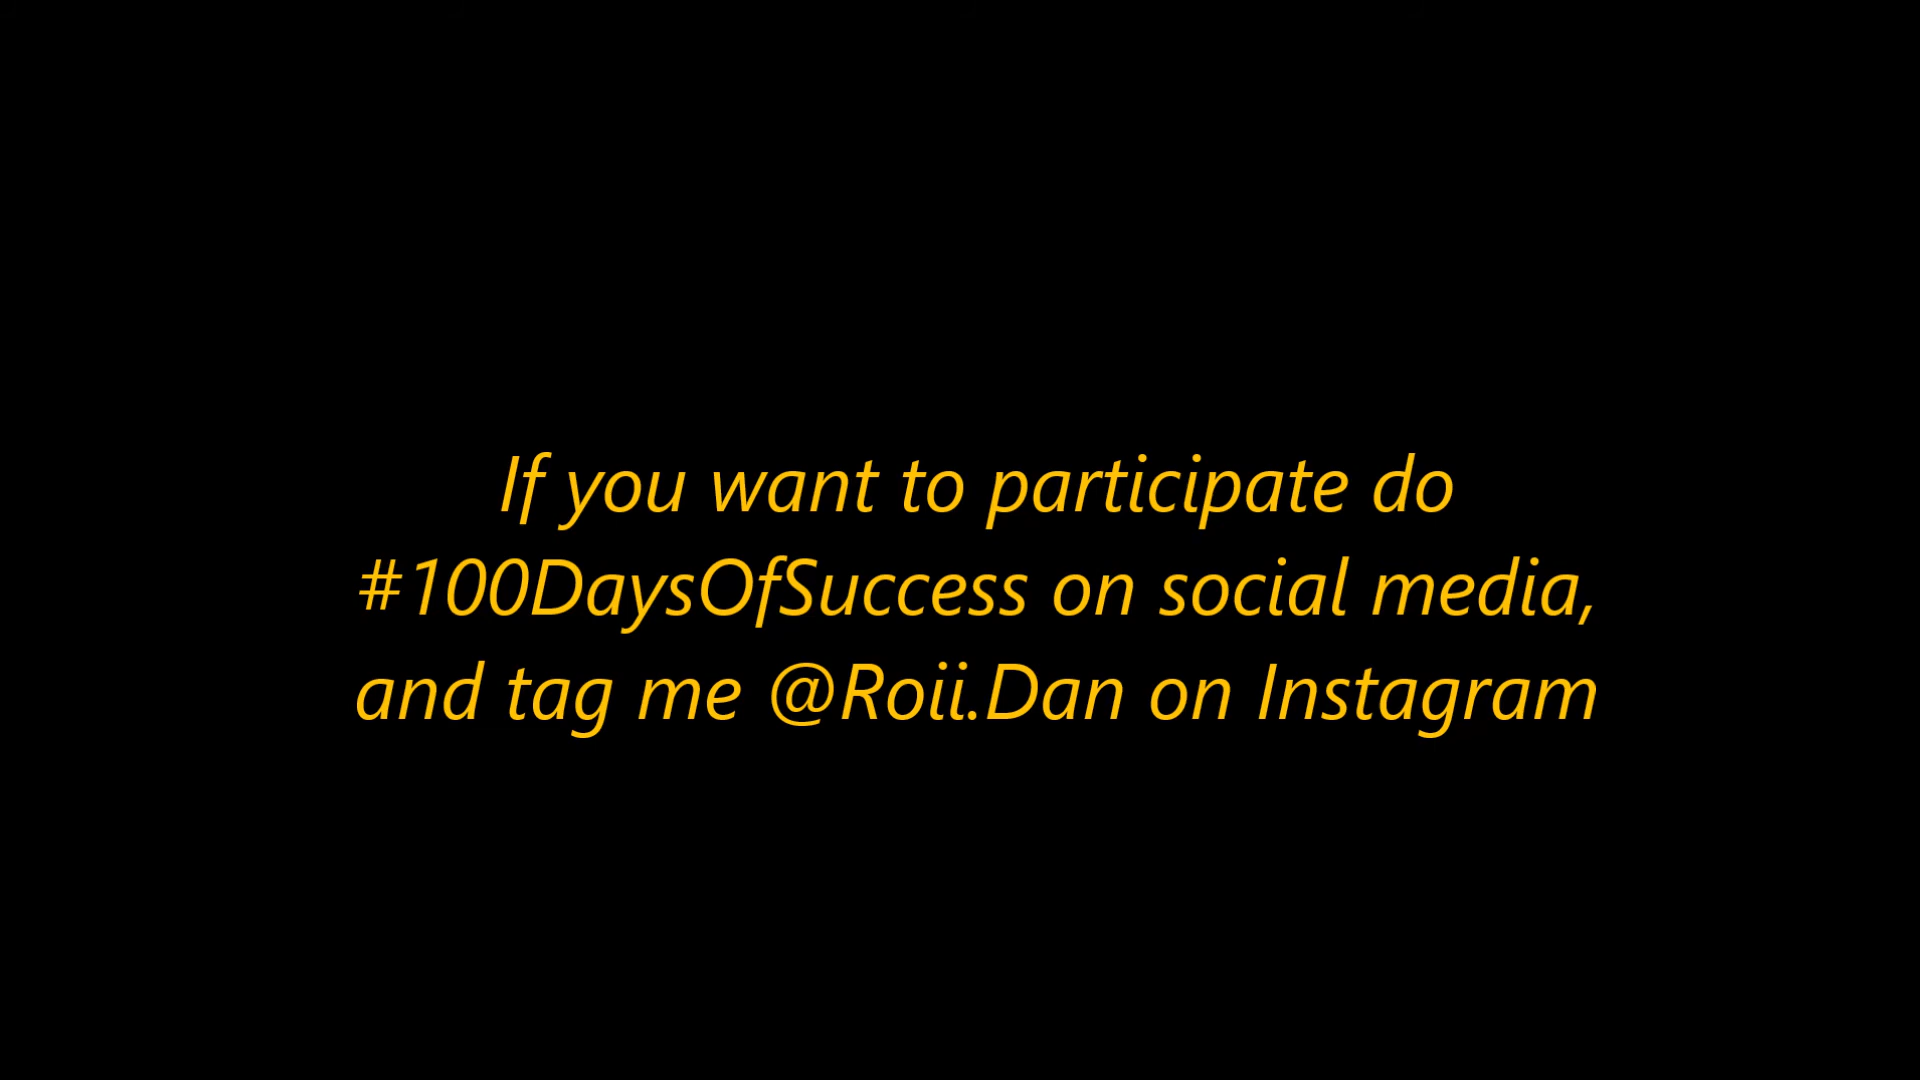 If you want to participate do
#100DaysOfSuccess on social media,
and tag me @Roii.Dan on Instagram